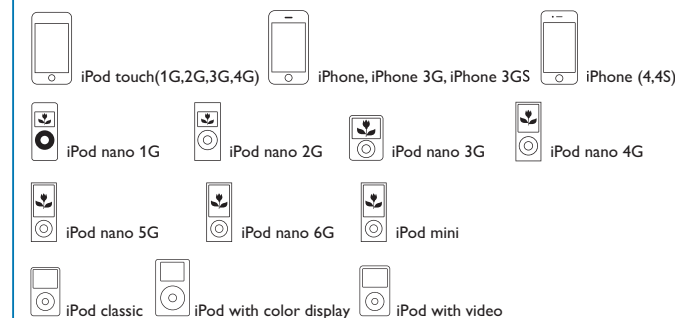 iPod touch(1G,2G,3G,4G) iPhone, iPhone 3G, iPhone 3GS iPhone (4,4S)
iPod nano 1G iPod nano 2G iPod nano 3G iPod nano 4G
iPod nano 5G iPod nano 6G iPod mini
iPod classic iPod with color display iPod with video